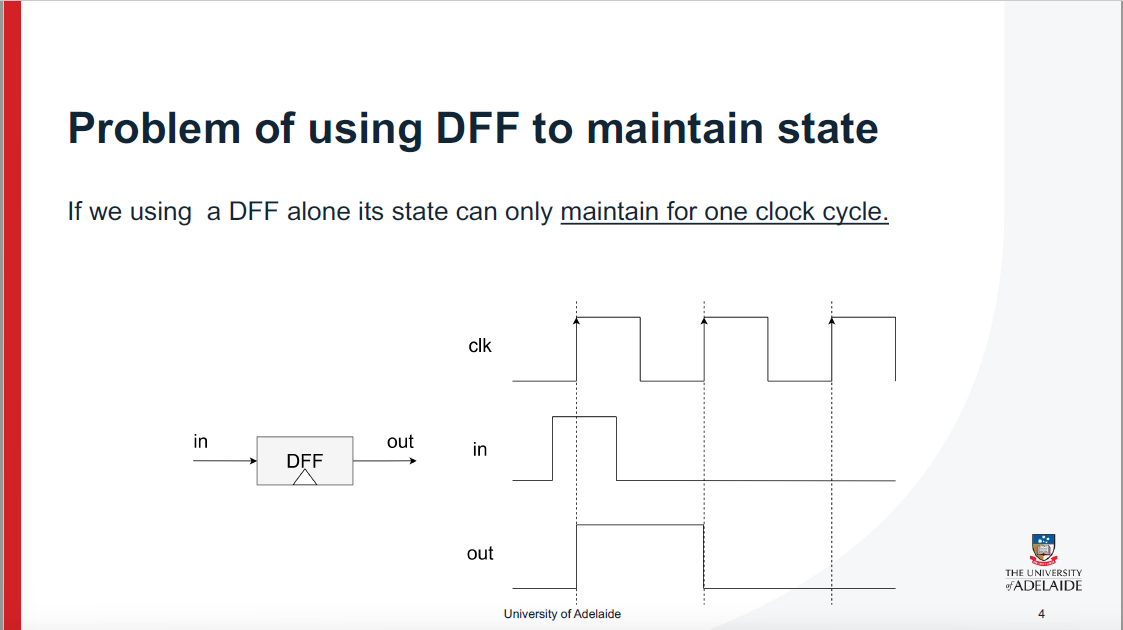 Problem of using DFF to maintain state
If we using a DFF alone its state can only maintain for one clock cycle.
clk
in
out
in
DFF
out
THE UNIVERSITY
of ADELAIDE
University of Adelaide
4